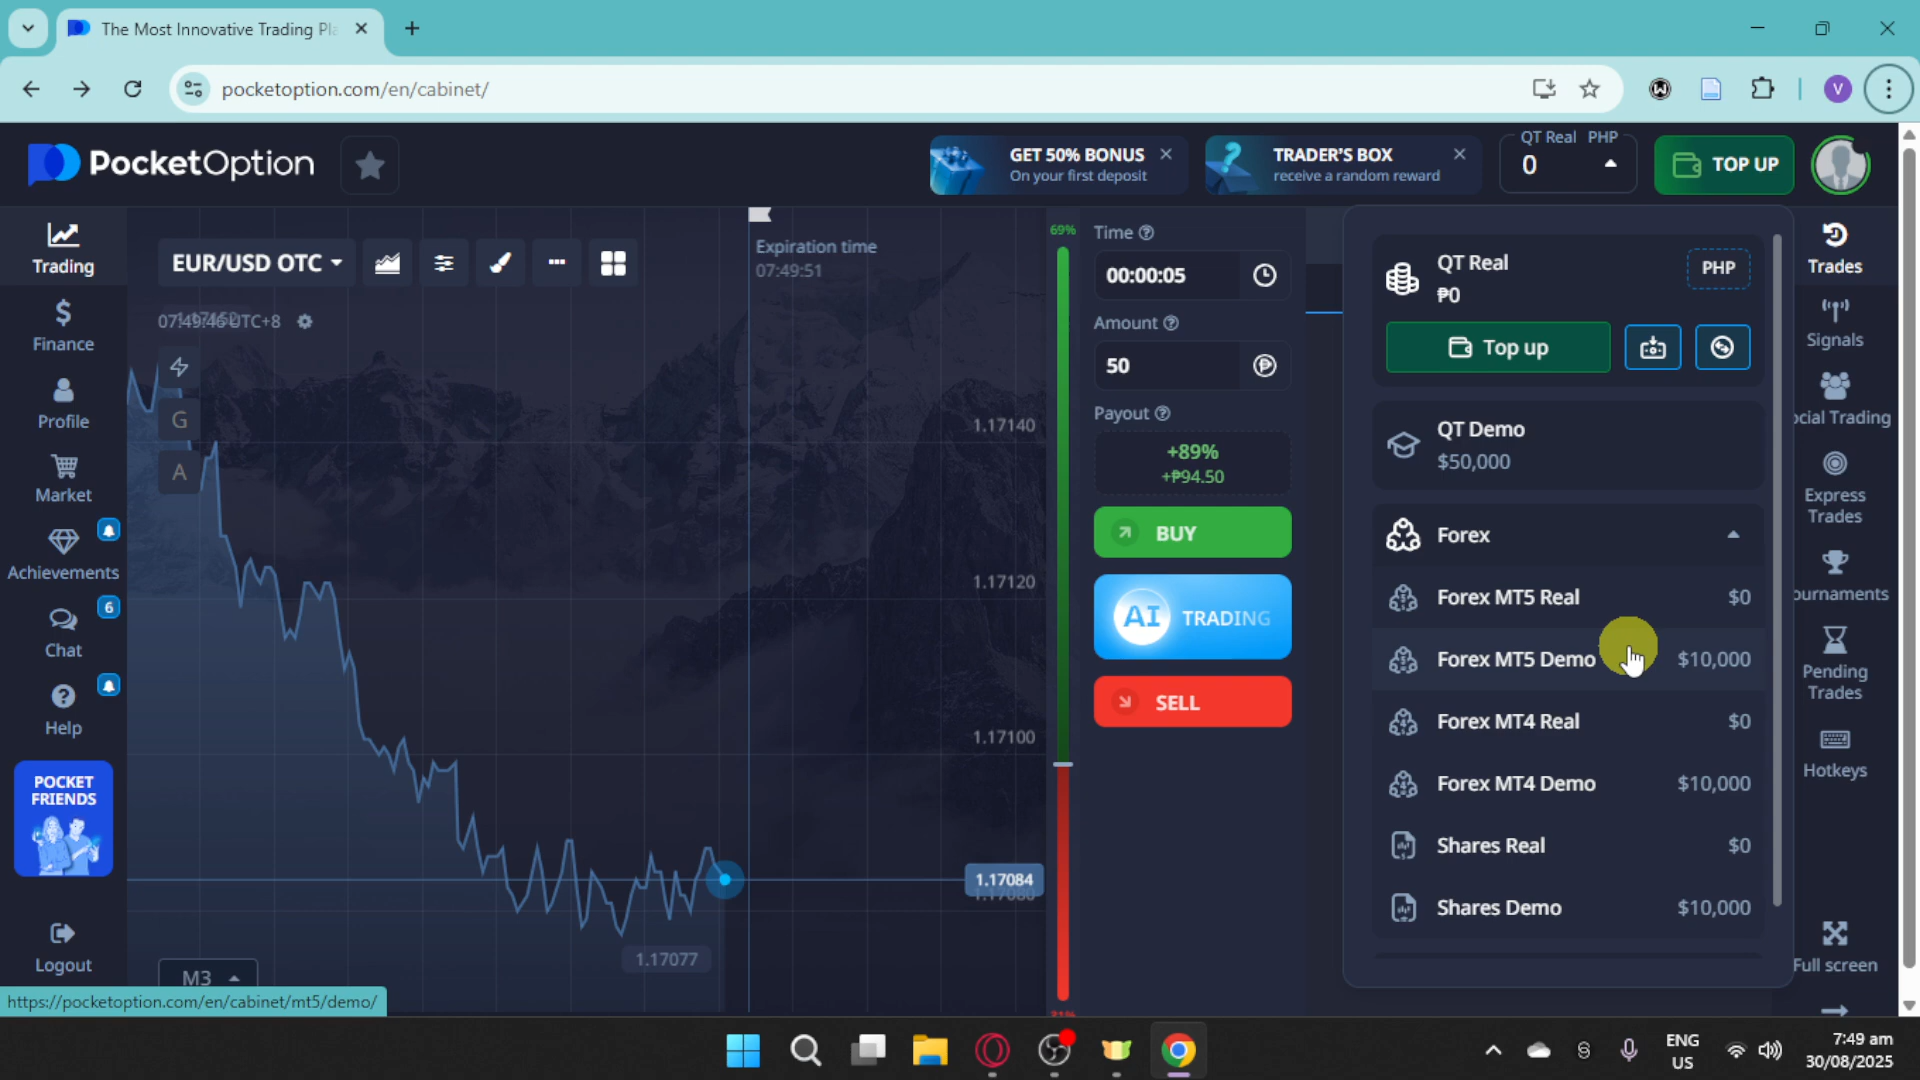 The Most Innovative Trading Pla
pocketoption.com/en/cabinet/
V
PocketOption
GET 50% BONUS
On your first deposit
TRADER'S BOX
receive a random reward
QT Real PHP
0
TOP UP
Trading
Finance
Profile
Market
Achievements
6
Chat
Help
POCKET
FRIENDS
Logout
EUR/USD OTC
07:49:46 UTC+8
G
A
Expiration time
07:49:51
1.17140
1.17120
1.17100
1.17084
1.17077
M3
69%
31%
Time
00:00:05
Amount
50
Payout
+89%
+₱94.50
BUY
AI TRADING
SELL
QT Real
₱0
PHP
Top up
QT Demo
$50,000
Forex
Forex MT5 Real $0
Forex MT5 Demo $10,000
Forex MT4 Real $0
Forex MT4 Demo $10,000
Shares Real $0
Shares Demo $10,000
Trades
Signals
cial Trading
Express
Trades
ournaments
Pending
Trades
Hotkeys
Full screen
https://pocketoption.com/en/cabinet/mt5/demo/
ENG
US
7:49 am
30/08/2025